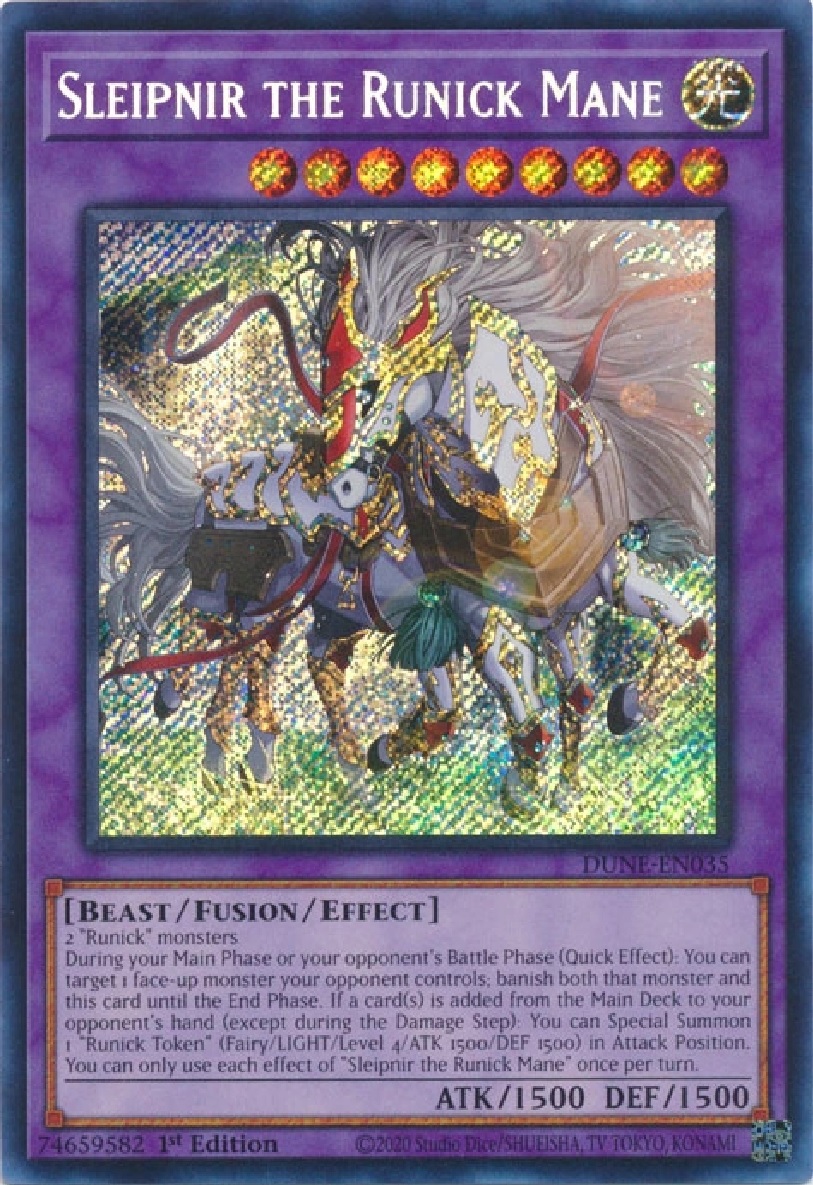 SLEIPNIR THE RUNICK MANE 光
DUNE-EN035
[BEAST/FUSION/EFFECT]
2 "Runick" monsters
During your Main Phase or your opponent's Battle Phase (Quick Effect): You can
target 1 face-up monster your opponent controls; banish both that monster and
this card until the End Phase. If a card(s) is added from the Main Deck to your
opponent's hand (except during the Damage Step): You can Special Summon
1 "Runick Token" (Fairy/LIGHT/Level 4/ATK 1500/DEF 1500) in Attack Position.
You can only use each effect of "Sleipnir the Runick Mane" once per turn.
ATK/1500 DEF/1500
74659582 1st Edition ©2020 Studio Dice/SHUEISHA, TV TOKYO, KONAMI